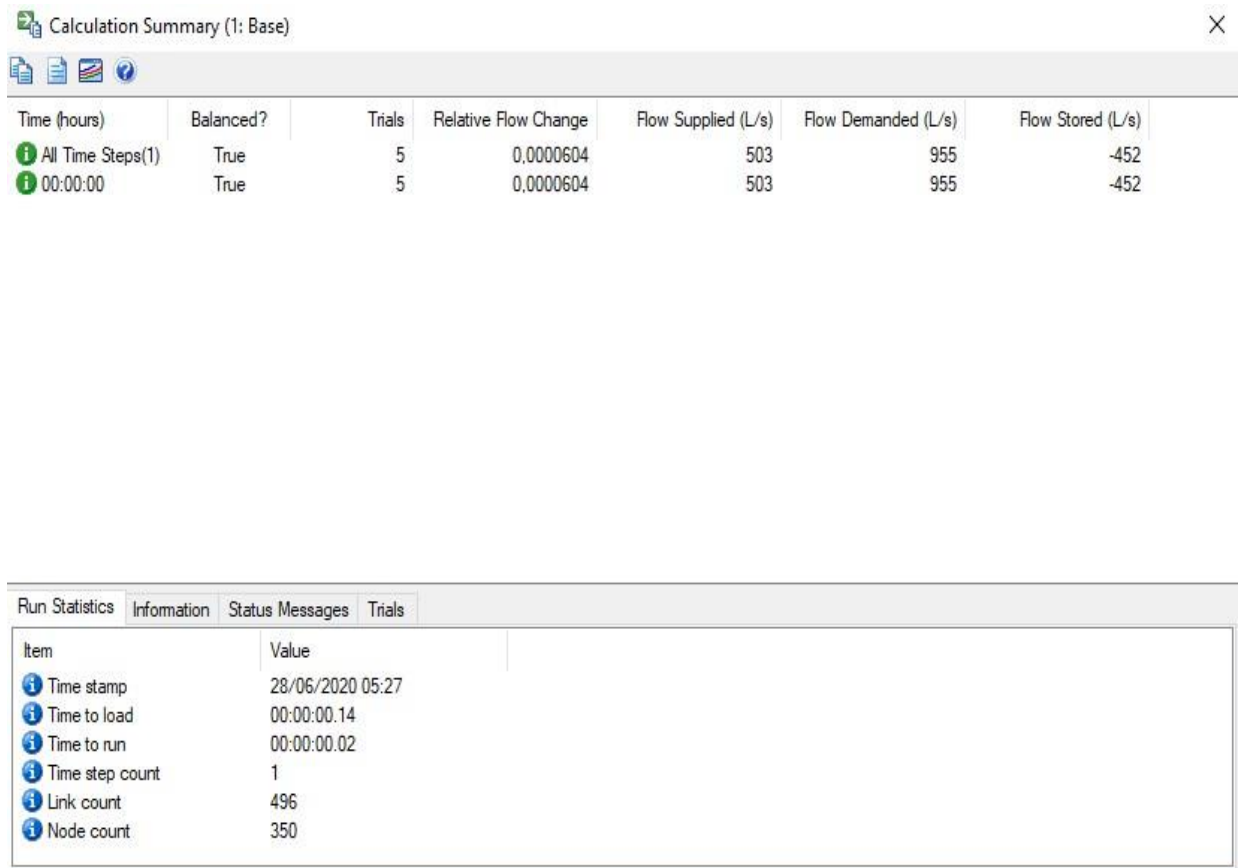 Calculation Summary (1: Base)
Time (hours) Balanced? Trials Relative Flow Change Flow Supplied (L/s) Flow Demanded (L/s) Flow Stored (L/s)
All Time Steps(1) True 5 0,0000604 503 955 -452
00:00:00 True 5 0,0000604 503 955 -452
Run Statistics Information Status Messages Trials
Item Value
Time stamp 28/06/2020 05:27
Time to load 00:00:00.14
Time to run 00:00:00.02
Time step count 1
Link count 496
Node count 350